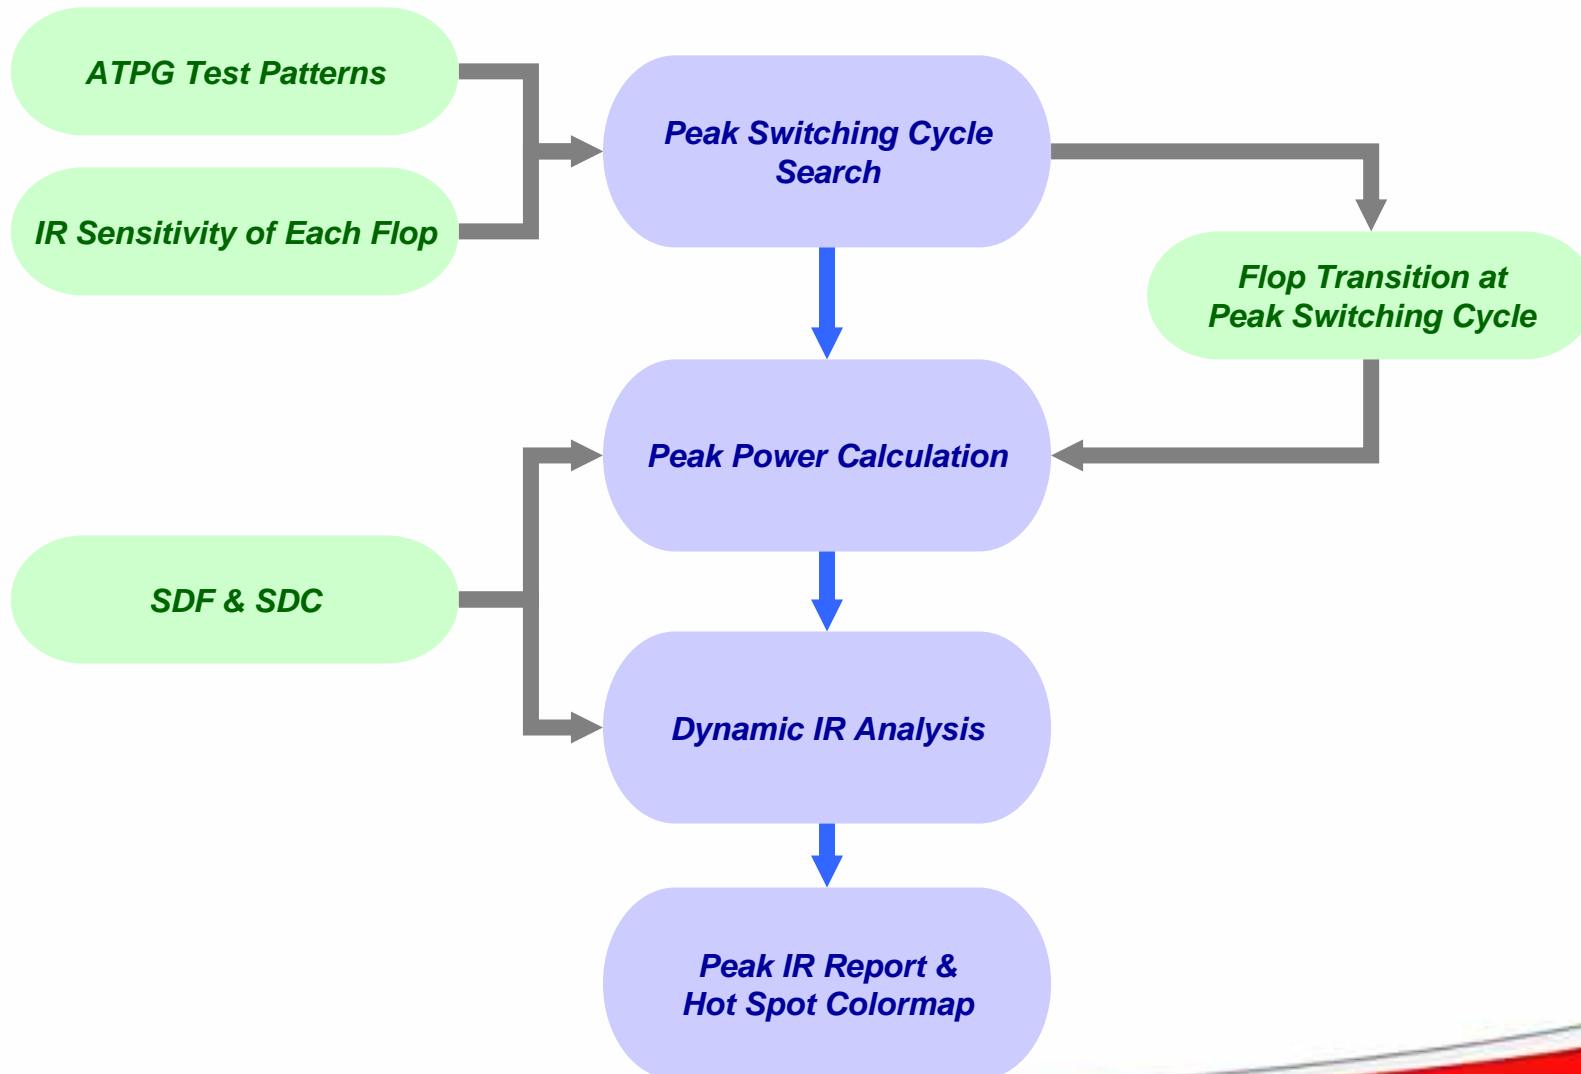 ATPG Test Patterns
IR Sensitivity of Each Flop
Peak Switching Cycle
Search
Flop Transition at
Peak Switching Cycle
Peak Power Calculation
SDF & SDC
Dynamic IR Analysis
Peak IR Report &
Hot Spot Colormap